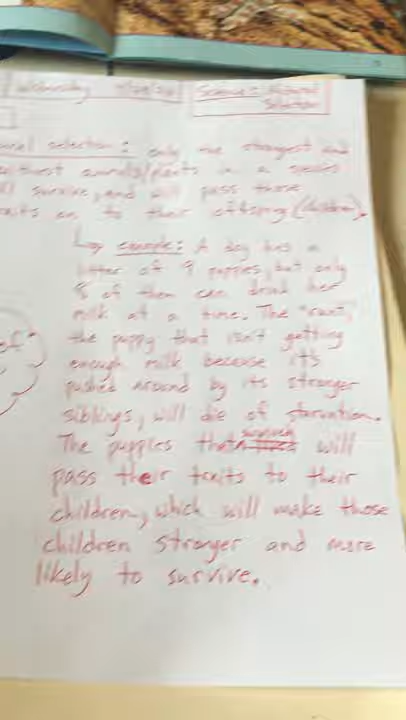 Wednesday
Science: Natural
Selection
selection: only the strongest and
animals/plants in a species
survive, and will pass those
on to their offspring (children).
example: A dog has a
litter of 9 puppies, but only
8 of them can drink her
milk at a time. The "runt,"
the puppy that isn't getting
enough milk because it's
pushed around by its stronger
siblings, will die of starvation.
The puppies that survived will
pass their traits to their
children, which will make those
children stronger and more
likely to survive.